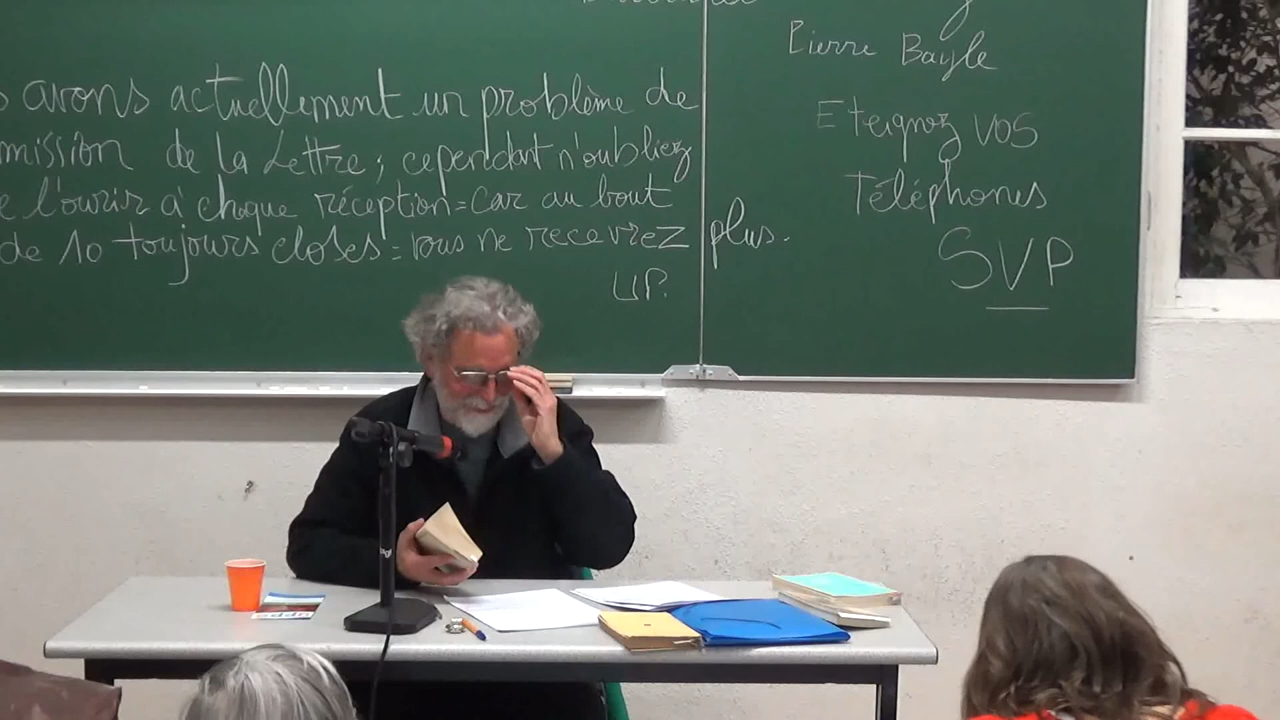 avons actuellement un problème de
mission de la Lettre ; cependant n'oubliez
e l'ouvrir à chaque réception = car au bout
de 10 toujours closes = vous ne recevrez plus.
UP.
Pierre Bayle
Eteignez vos
Téléphones
SVP